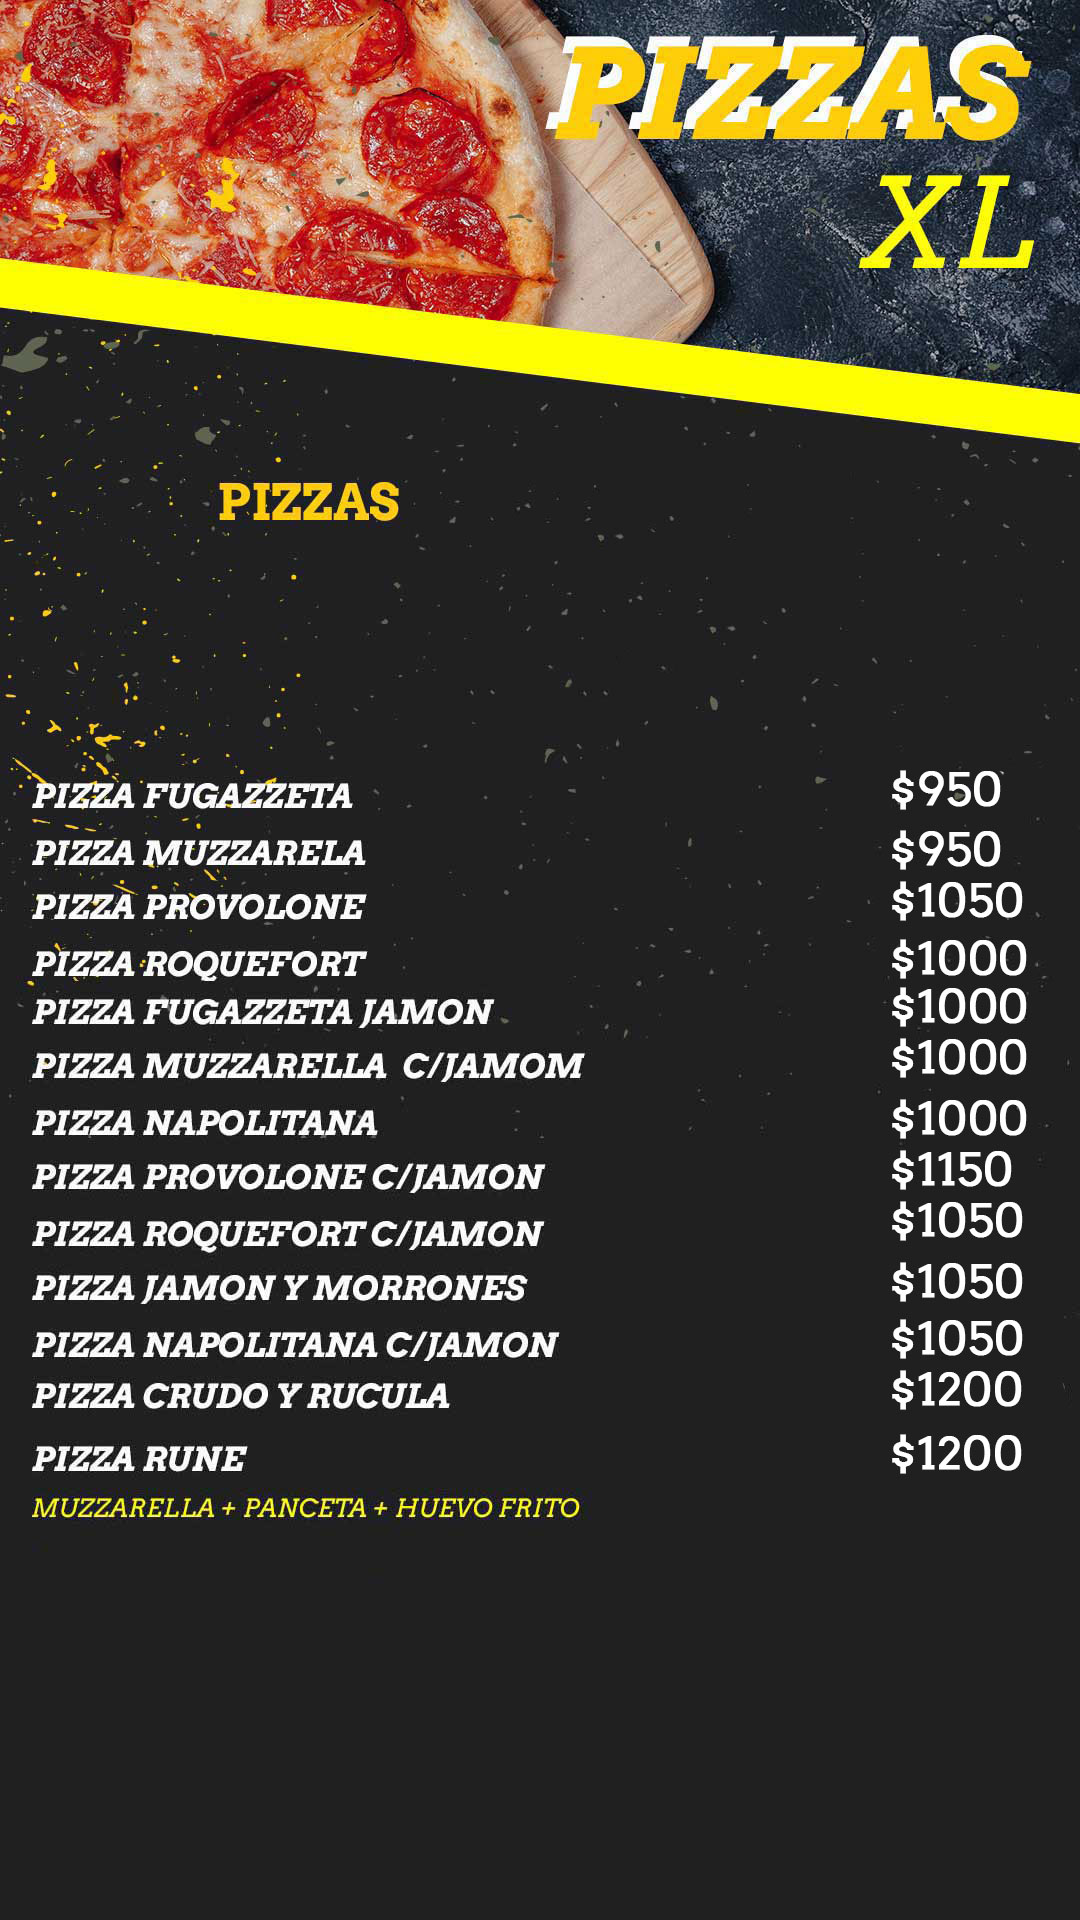 PIZZAS
XL
PIZZAS
PIZZA FUGAZZETA $950
PIZZA MUZZARELA $950
PIZZA PROVOLONE $1050
PIZZA ROQUEFORT $1000
PIZZA FUGAZZETA JAMON $1000
PIZZA MUZZARELLA C/JAMOM $1000
PIZZA NAPOLITANA $1000
PIZZA PROVOLONE C/JAMON $1150
PIZZA ROQUEFORT C/JAMON $1050
PIZZA JAMON Y MORRONES $1050
PIZZA NAPOLITANA C/JAMON $1050
PIZZA CRUDO Y RUCULA $1200
PIZZA RUNE $1200
MUZZARELLA + PANCETA + HUEVO FRITO